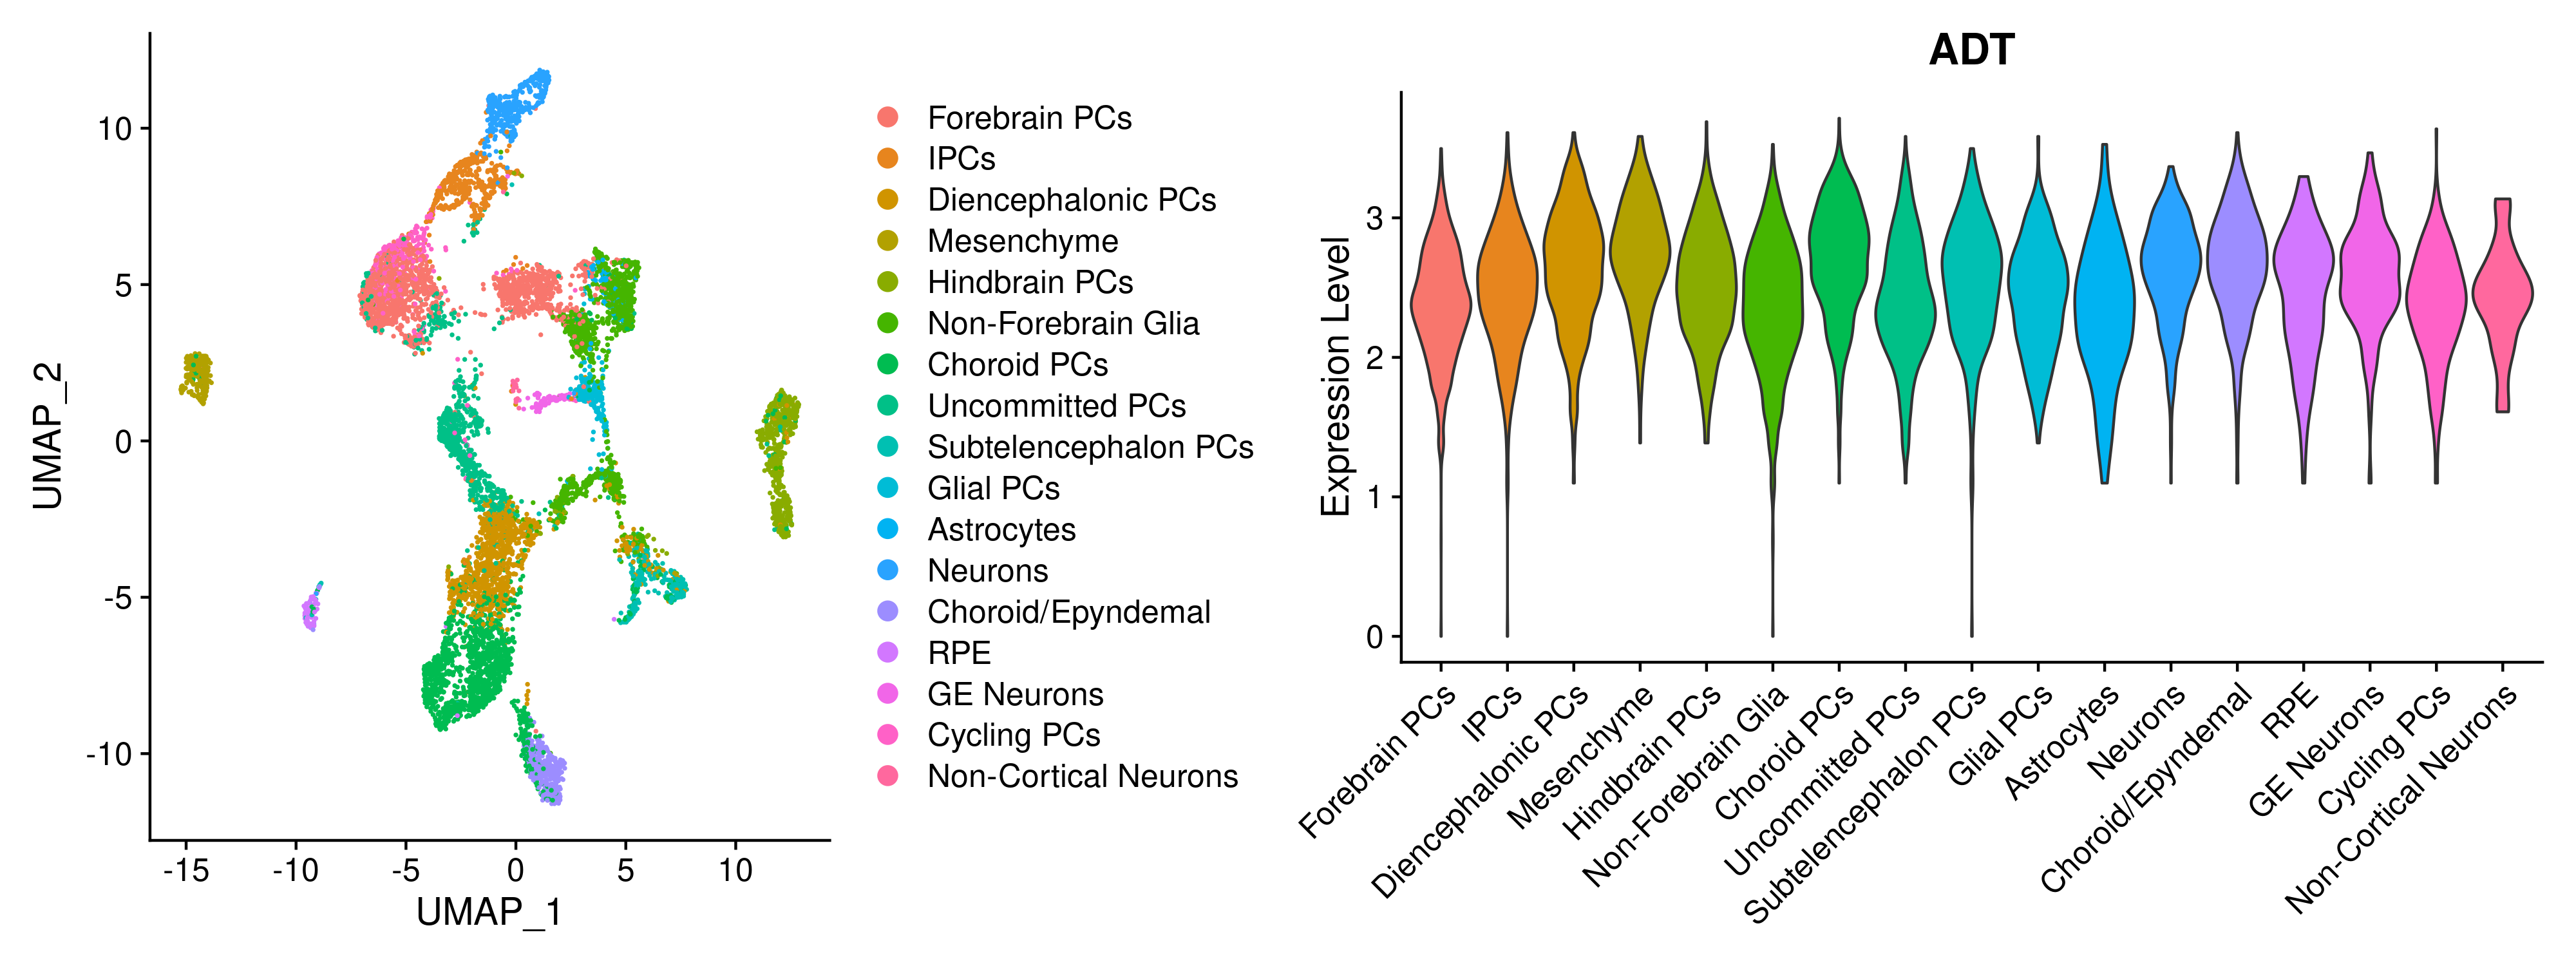 10
5
0
-5
-10
UMAP_2
-15
-10
-5
0
5
10
UMAP_1
Forebrain PCs
IPCs
Diencephalonic PCs
Mesenchyme
Hindbrain PCs
Non-Forebrain Glia
Choroid PCs
Uncommitted PCs
Subtelencephalon PCs
Glial PCs
Astrocytes
Neurons
Choroid/Epyndemal
RPE
GE Neurons
Cycling PCs
Non-Cortical Neurons
ADT
Expression Level
3
2
1
0
Forebrain PCs
IPCs
Diencephalonic PCs
Mesenchyme
Hindbrain PCs
Non-Forebrain Glia
Choroid PCs
Uncommitted PCs
Subtelencephalon PCs
Glial PCs
Astrocytes
Neurons
Choroid/Epyndemal
RPE
GE Neurons
Cycling PCs
Non-Cortical Neurons